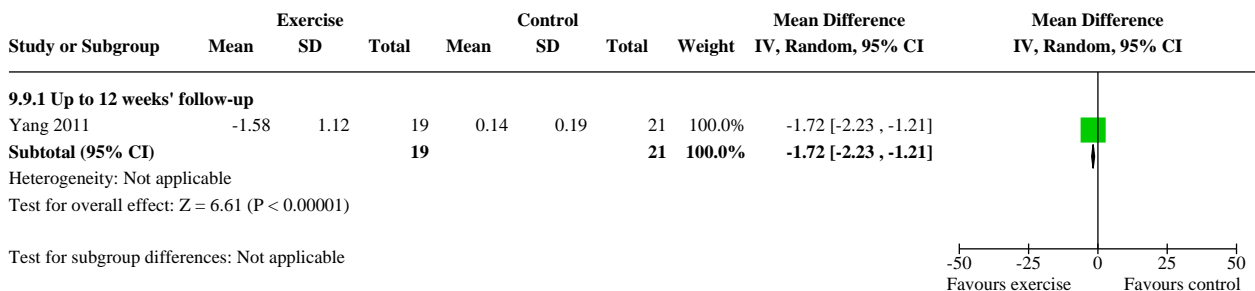 Exercise Control Mean Difference Mean Difference
Study or Subgroup Mean SD Total Mean SD Total Weight IV, Random, 95% CI IV, Random, 95% CI
9.9.1 Up to 12 weeks' follow-up
Yang 2011 -1.58 1.12 19 0.14 0.19 21 100.0% -1.72 [-2.23 , -1.21]
Subtotal (95% CI) 19 21 100.0% -1.72 [-2.23 , -1.21]
Heterogeneity: Not applicable
Test for overall effect: Z = 6.61 (P < 0.00001)
Test for subgroup differences: Not applicable
-50 -25 0 25 50
Favours exercise Favours control